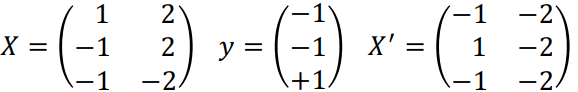 X = ( 1 2 ) y = ( −1 ) X′ = ( −1 −2 )
( −1 2 ) ( −1 ) ( 1 −2 )
( −1 −2 ) ( +1 ) ( −1 −2 )